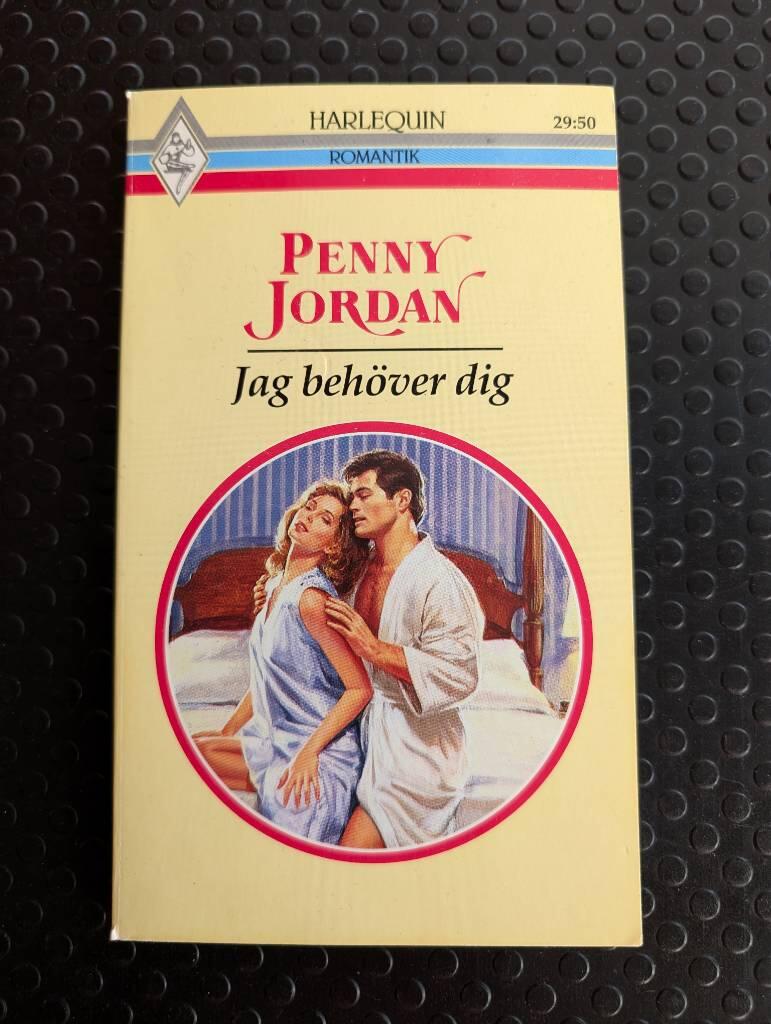 HARLEQUIN
29:50
ROMANTIK
PENNY
JORDAN
Jag behöver dig